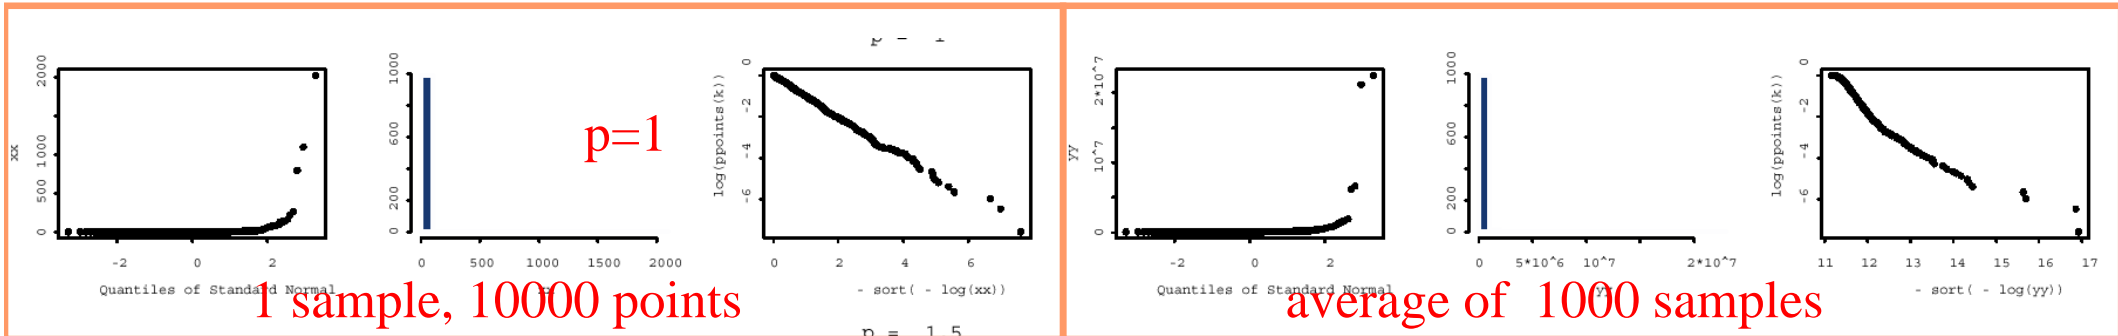 p = 1
2000
1000
500
0
xx
-2 0 2
Quantiles of Standard Normal
1000
600
200
0
0 500 1000 1500 2000
p=1
0
-2
-4
-6
log(ppoints(k))
0 2 4 6
- sort( - log(xx))
1 sample, 10000 points
p = 1.5
2*10^7
10^7
0
yy
-2 0 2
Quantiles of Standard Normal
1000
600
200
0
0 5*10^6 10^7 2*10^7
yy
0
-2
-4
-6
log(ppoints(k))
11 12 13 14 15 16 17
- sort( - log(yy))
average of 1000 samples